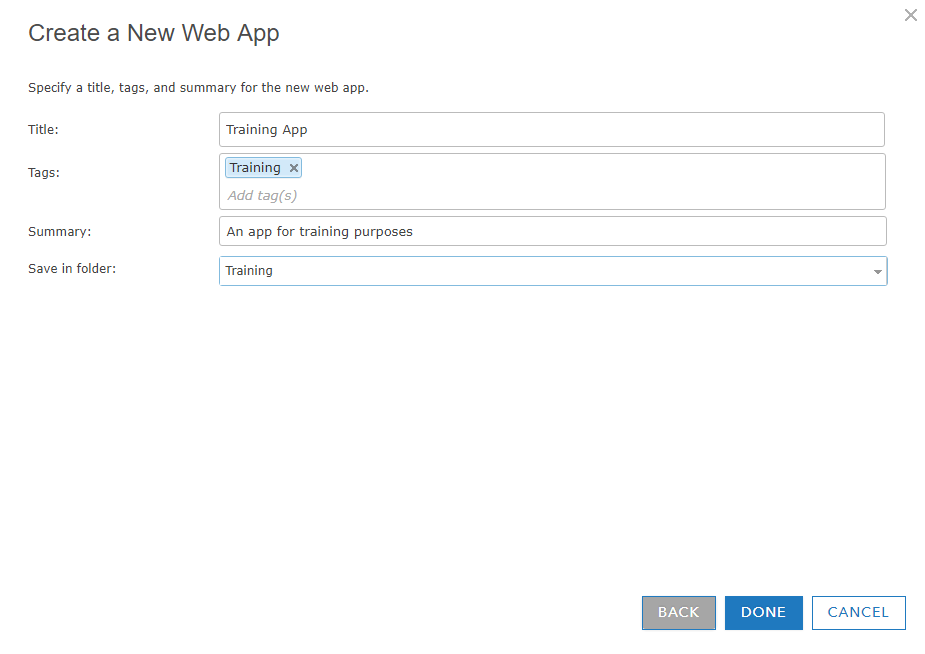 Create a New Web App
Specify a title, tags, and summary for the new web app.
Title: Training App
Tags: Training
Add tag(s)
Summary: An app for training purposes
Save in folder: Training
BACK DONE CANCEL